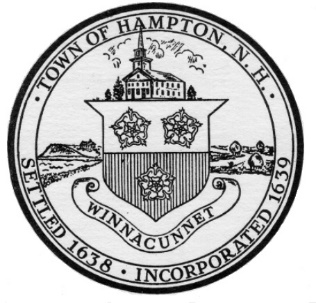 TOWN OF HAMPTON, N.H.
SETTLED 1638 · INCORPORATED 1639
WINNACUNNET